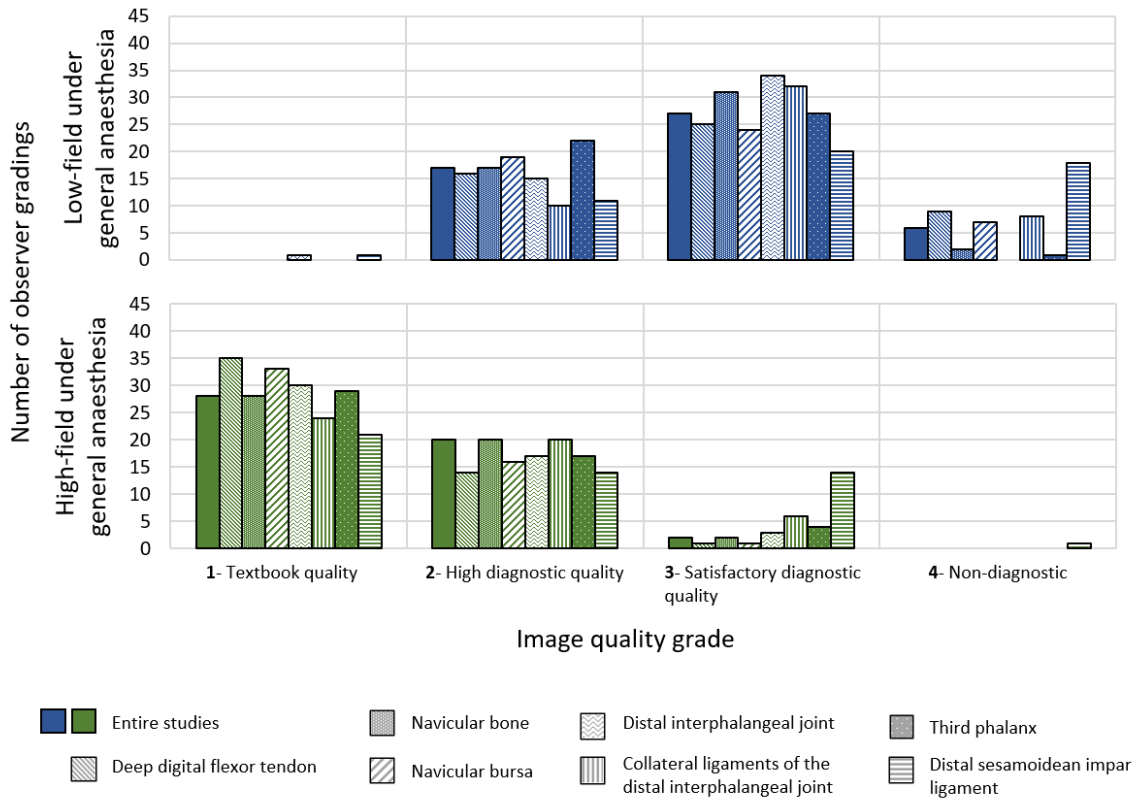 Number of observer gradings
Low-field under
general anaesthesia
45
40
35
30
25
20
15
10
5
0
High-field under
general anaesthesia
45
40
35
30
25
20
15
10
5
0
1- Textbook quality
2- High diagnostic quality
3- Satisfactory diagnostic
quality
4- Non-diagnostic
Image quality grade
Entire studies
Navicular bone
Distal interphalangeal joint
Third phalanx
Deep digital flexor tendon
Navicular bursa
Collateral ligaments of the
distal interphalangeal joint
Distal sesamoidean impar
ligament